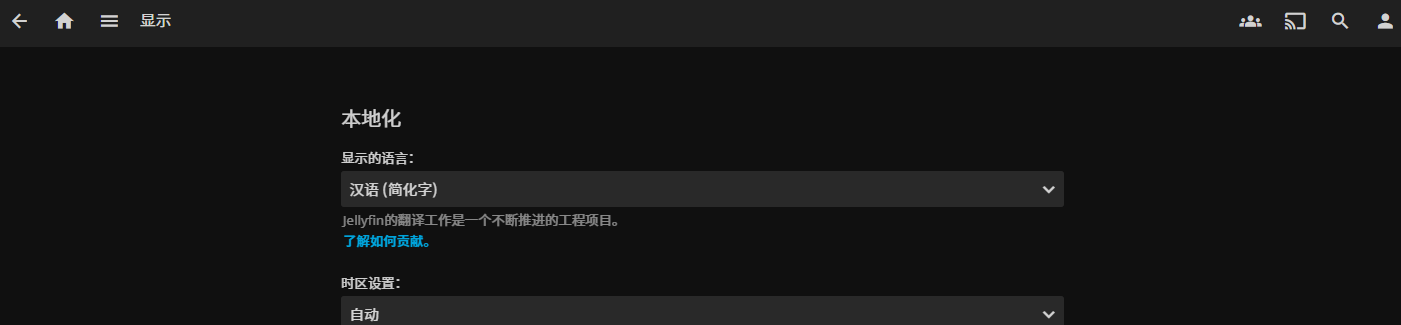 显示
本地化
显示的语言：
汉语 (简化字)
Jellyfin的翻译工作是一个不断推进的工程项目。
了解如何贡献。
时区设置：
自动